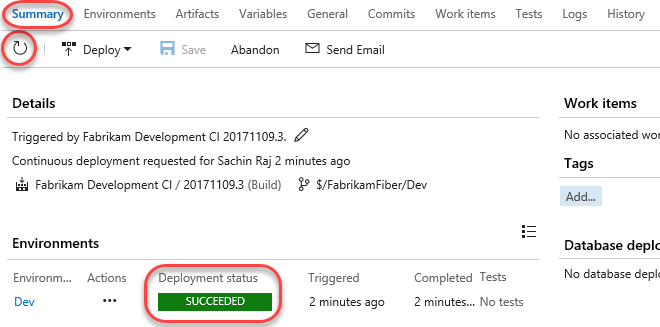 Summary Environments Artifacts Variables General Commits Work items Tests Logs History
Deploy Save Abandon Send Email
Details
Triggered by Fabrikam Development CI 20171109.3.
Continuous deployment requested for Sachin Raj 2 minutes ago
Fabrikam Development CI / 20171109.3 (Build) $/FabrikamFiber/Dev
Work items
No associated wo
Tags
Add...
Environments
Environm... Actions Deployment status Triggered Completed Tests
Dev ••• SUCCEEDED 2 minutes ago 2 minutes... No tests
Database deplo
No database deplo